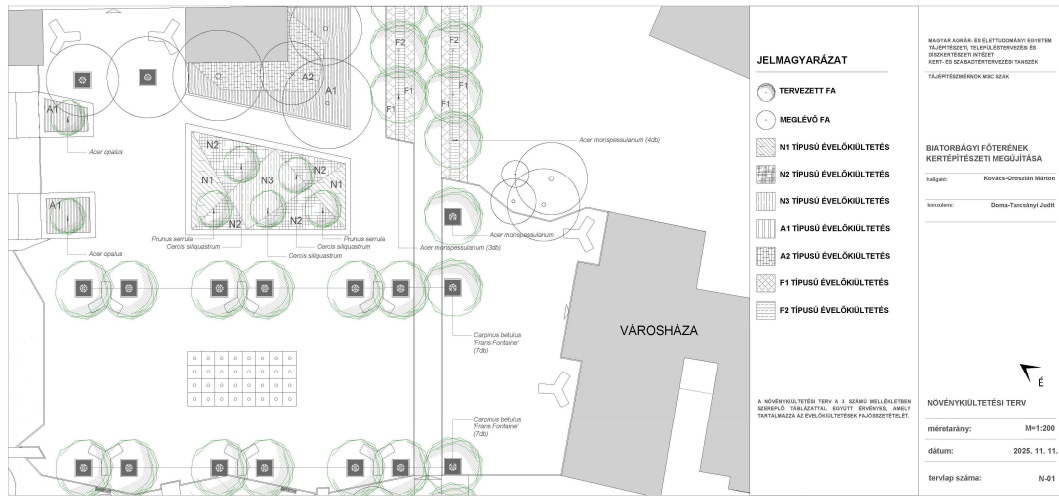 F2
F2
A2
A1
F1
F1
A1
Acer opalus
N2
N1
N3
N1
N2
N2
A1
Acer opalus
Prunus serrula
Cercis siliquastrum
Cercis siliquastrum
Prunus serrula
Cercis siliquastrum
Acer monspessulanum (3db)
Acer monspessulanum
Acer monspessulanum (4db)
Carpinus betulus
'Frans Fontaine'
(7db)
VÁROSHÁZA
Carpinus betulus
'Frans Fontaine'
(7db)
JELMAGYARÁZAT
TERVEZETT FA
MEGLÉVŐ FA
N1 TÍPUSÚ ÉVELŐKIÜLTETÉS
N2 TÍPUSÚ ÉVELŐKIÜLTETÉS
N3 TÍPUSÚ ÉVELŐKIÜLTETÉS
A1 TÍPUSÚ ÉVELŐKIÜLTETÉS
A2 TÍPUSÚ ÉVELŐKIÜLTETÉS
F1 TÍPUSÚ ÉVELŐKIÜLTETÉS
F2 TÍPUSÚ ÉVELŐKIÜLTETÉS
A NÖVÉNYKIÜLTETÉSI TERV A 3. SZÁMÚ MELLÉKLETBEN
SZEREPLŐ TÁBLÁZATTAL EGYÜTT ÉRVÉNYES, AMELY
TARTALMAZZA AZ ÉVELŐKIÜLTETÉSEK FAJÖSSZETÉTELÉT.
MAGYAR AGRÁR- ÉS ÉLETTUDOMÁNYI EGYETEM
TÁJÉPÍTÉSZETI, TELEPÜLÉSTERVEZÉSI ÉS
DÍSZKERTÉSZETI INTÉZET
KERT- ÉS SZABADTÉRTERVEZÉSI TANSZÉK
TÁJÉPÍTÉSZMÉRNÖK MSC SZAK
BIATORBÁGY FŐTERÉNEK
KERTÉPÍTÉSZETI MEGÚJÍTÁSA
hallgató: Kovács-Oroszlán Márton
konzulens: Doma-Tarcsányi Judit
É
NÖVÉNYKIÜLTETÉSI TERV
méretarány: M=1:200
dátum: 2025. 11. 11.
tervlap száma: N-01